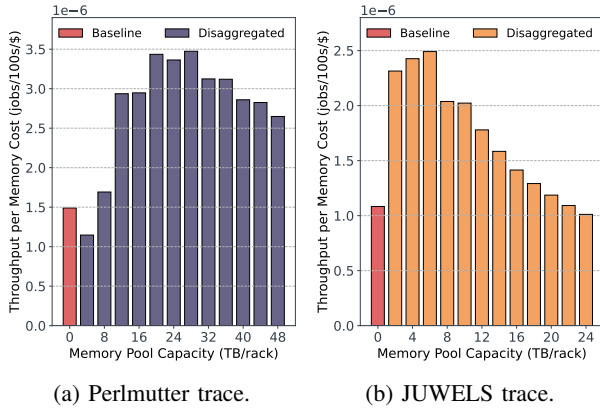 1e−6
Baseline Disaggregated
Throughput per Memory Cost (jobs/100s/$)
3.5
3.0
2.5
2.0
1.5
1.0
0.5
0.0
0 8 16 24 32 40 48
Memory Pool Capacity (TB/rack)
(a) Perlmutter trace.
1e−6
Baseline Disaggregated
Throughput per Memory Cost (jobs/100s/$)
2.5
2.0
1.5
1.0
0.5
0.0
0 4 8 12 16 20 24
Memory Pool Capacity (TB/rack)
(b) JUWELS trace.